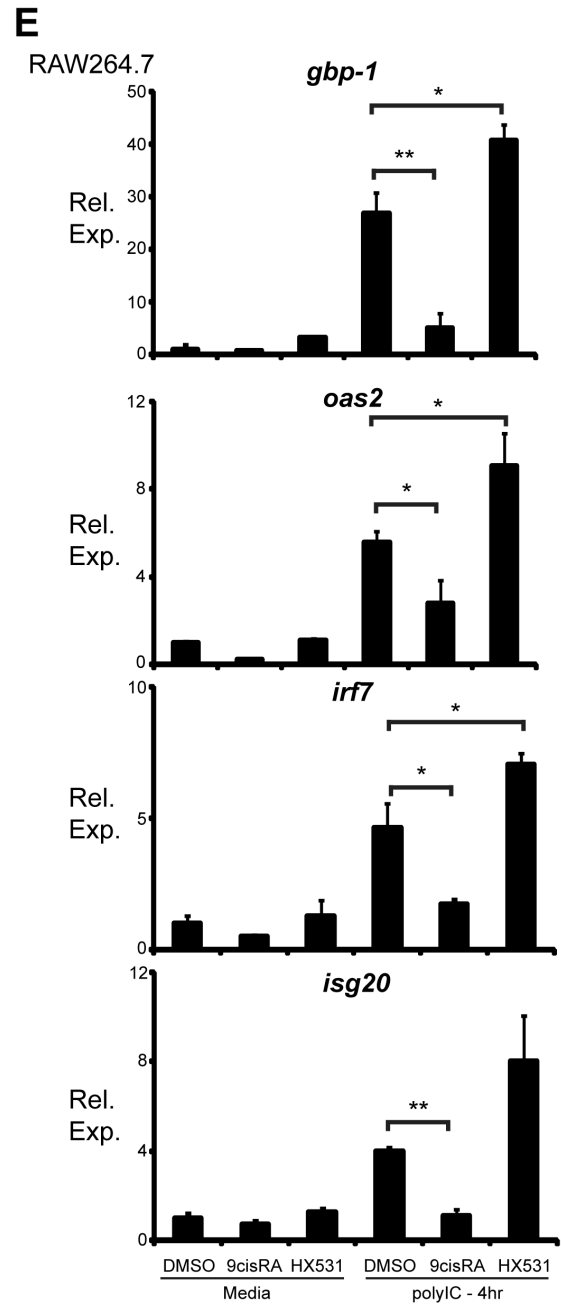 E
RAW264.7
gbp-1
50
40
30
20
10
0
Rel.
Exp.
*
**
oas2
12
8
4
0
Rel.
Exp.
*
*
irf7
10
5
0
Rel.
Exp.
*
*
isg20
12
8
4
0
Rel.
Exp.
**
DMSO 9cisRA HX531 DMSO 9cisRA HX531
Media polyIC - 4hr